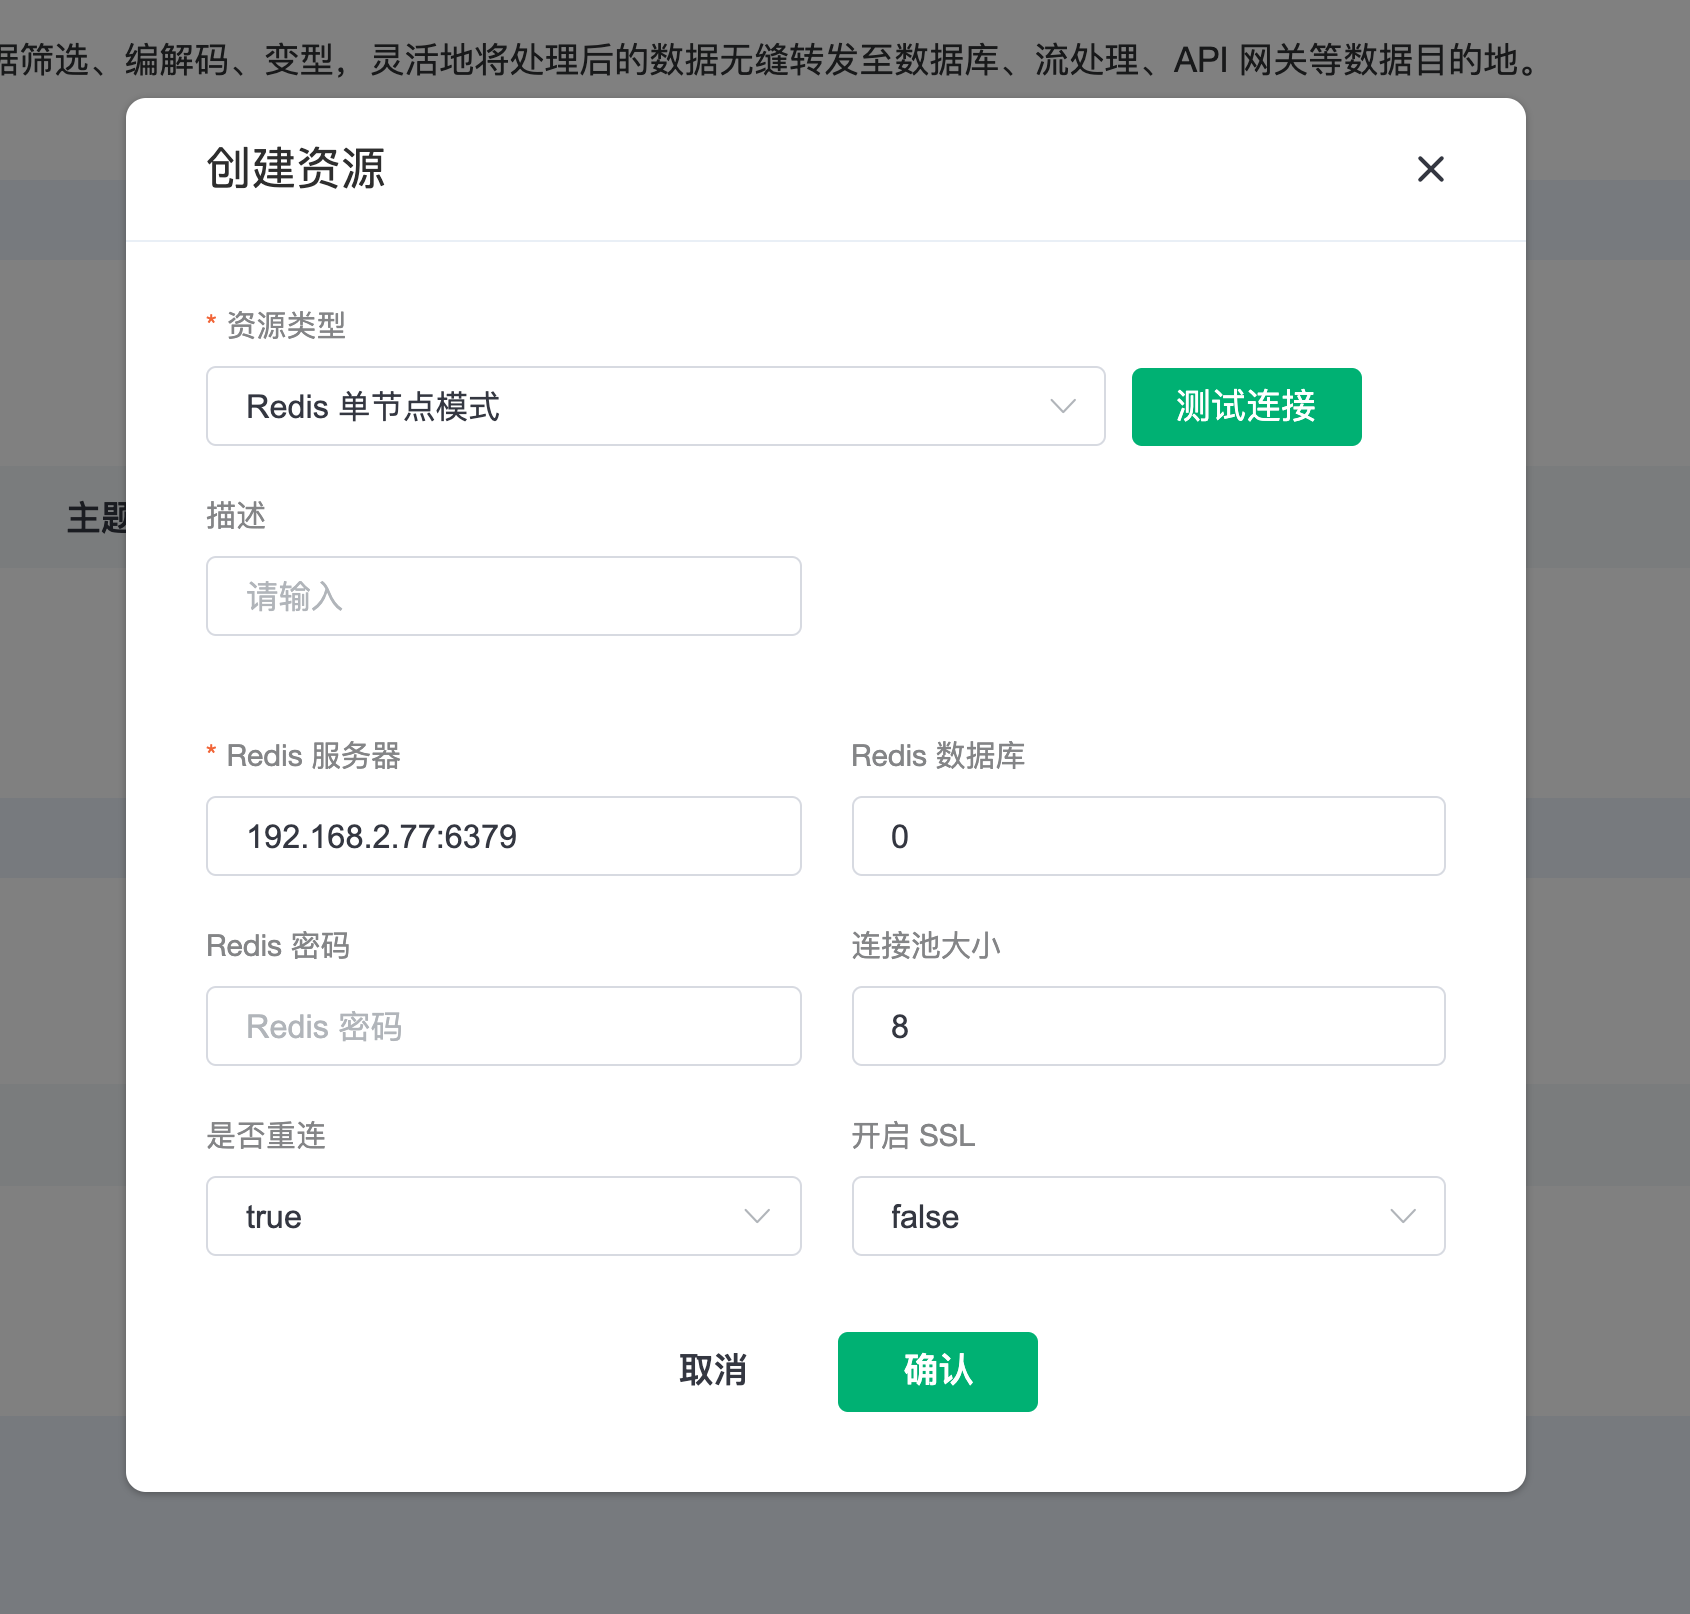 据筛选、编解码、变型，灵活地将处理后的数据无缝转发至数据库、流处理、API 网关等数据目的地。
创建资源
* 资源类型
Redis 单节点模式
测试连接
主题
描述
请输入
* Redis 服务器
Redis 数据库
192.168.2.77:6379
0
Redis 密码
连接池大小
Redis 密码
8
是否重连
开启 SSL
true
false
取消
确认